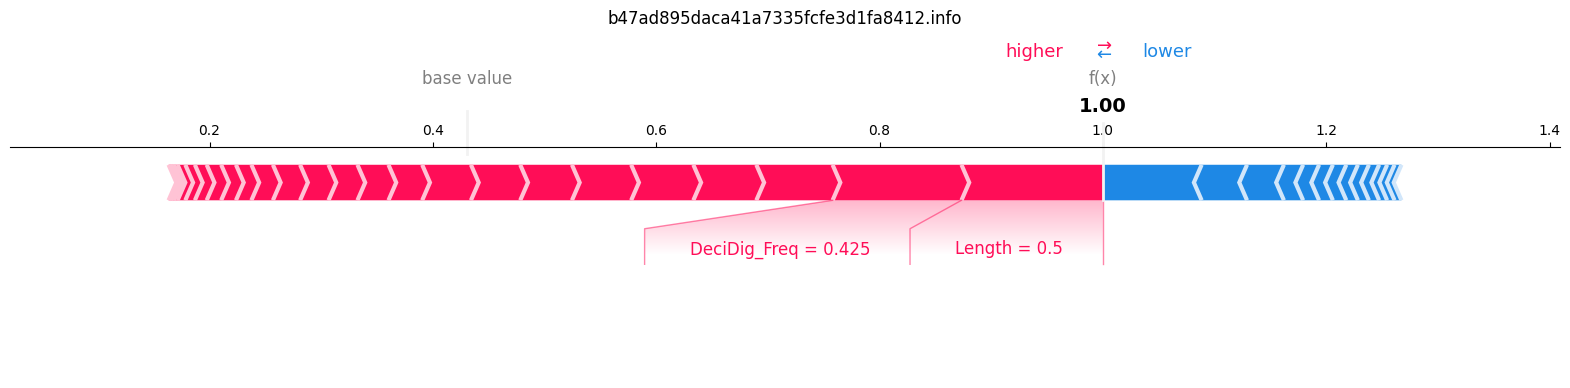 b47ad895daca41a7335fcfe3d1fa8412.info
higher ⇄ lower
base value f(x)
1.00
0.2 0.4 0.6 0.8 1.0 1.2 1.4
DeciDig_Freq = 0.425 Length = 0.5